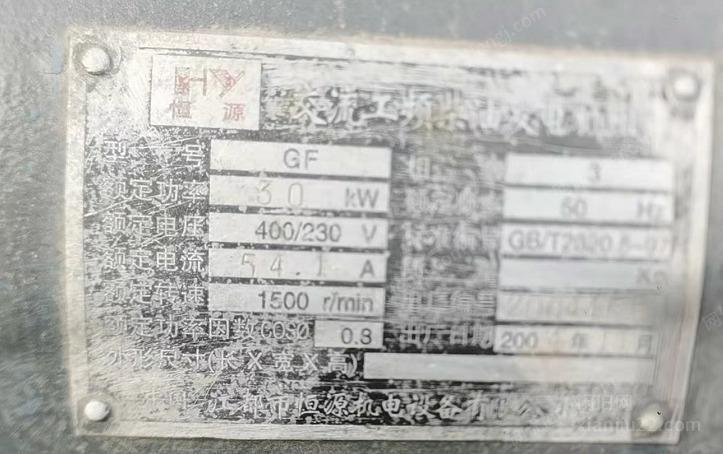 恒源
交流工频柴油发电机组
型号 GF 相 3
额定功率 30 kW 额定 50 Hz
额定电压 400/230 V 标准 GB/T2820.
额定电流 54.1 A Kg
额定转速 1500 r/min 编号
额定功率因数COSΦ 0.8 出厂日期 200 年 月
外形尺寸(长X宽X高)
江都市恒源机电设备有限公司